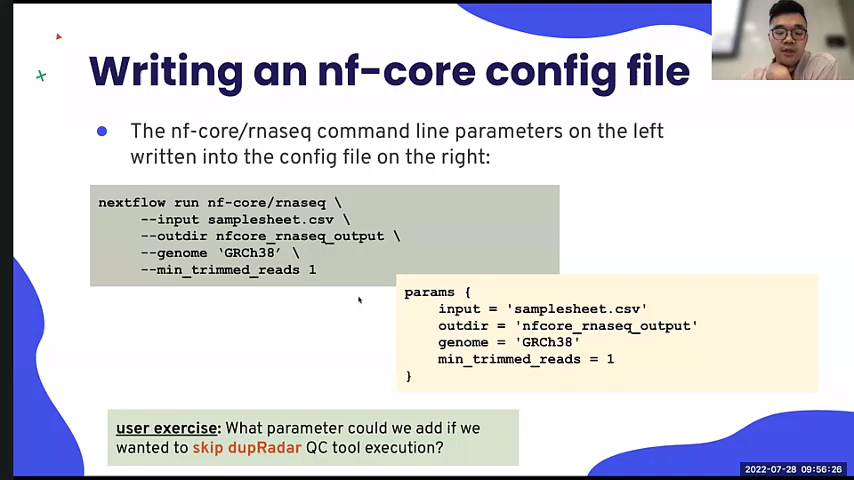 Writing an nf-core config file
The nf-core/rnaseq command line parameters on the left
written into the config file on the right:
nextflow run nf-core/rnaseq \
--input samplesheet.csv \
--outdir nfcore_rnaseq_output \
--genome ‘GRCh38’ \
--min_trimmed_reads 1
params {
input = 'samplesheet.csv'
outdir = 'nfcore_rnaseq_output'
genome = 'GRCh38'
min_trimmed_reads = 1
}
user exercise: What parameter could we add if we
wanted to skip dupRadar QC tool execution?
2022-07-28 09:56:26